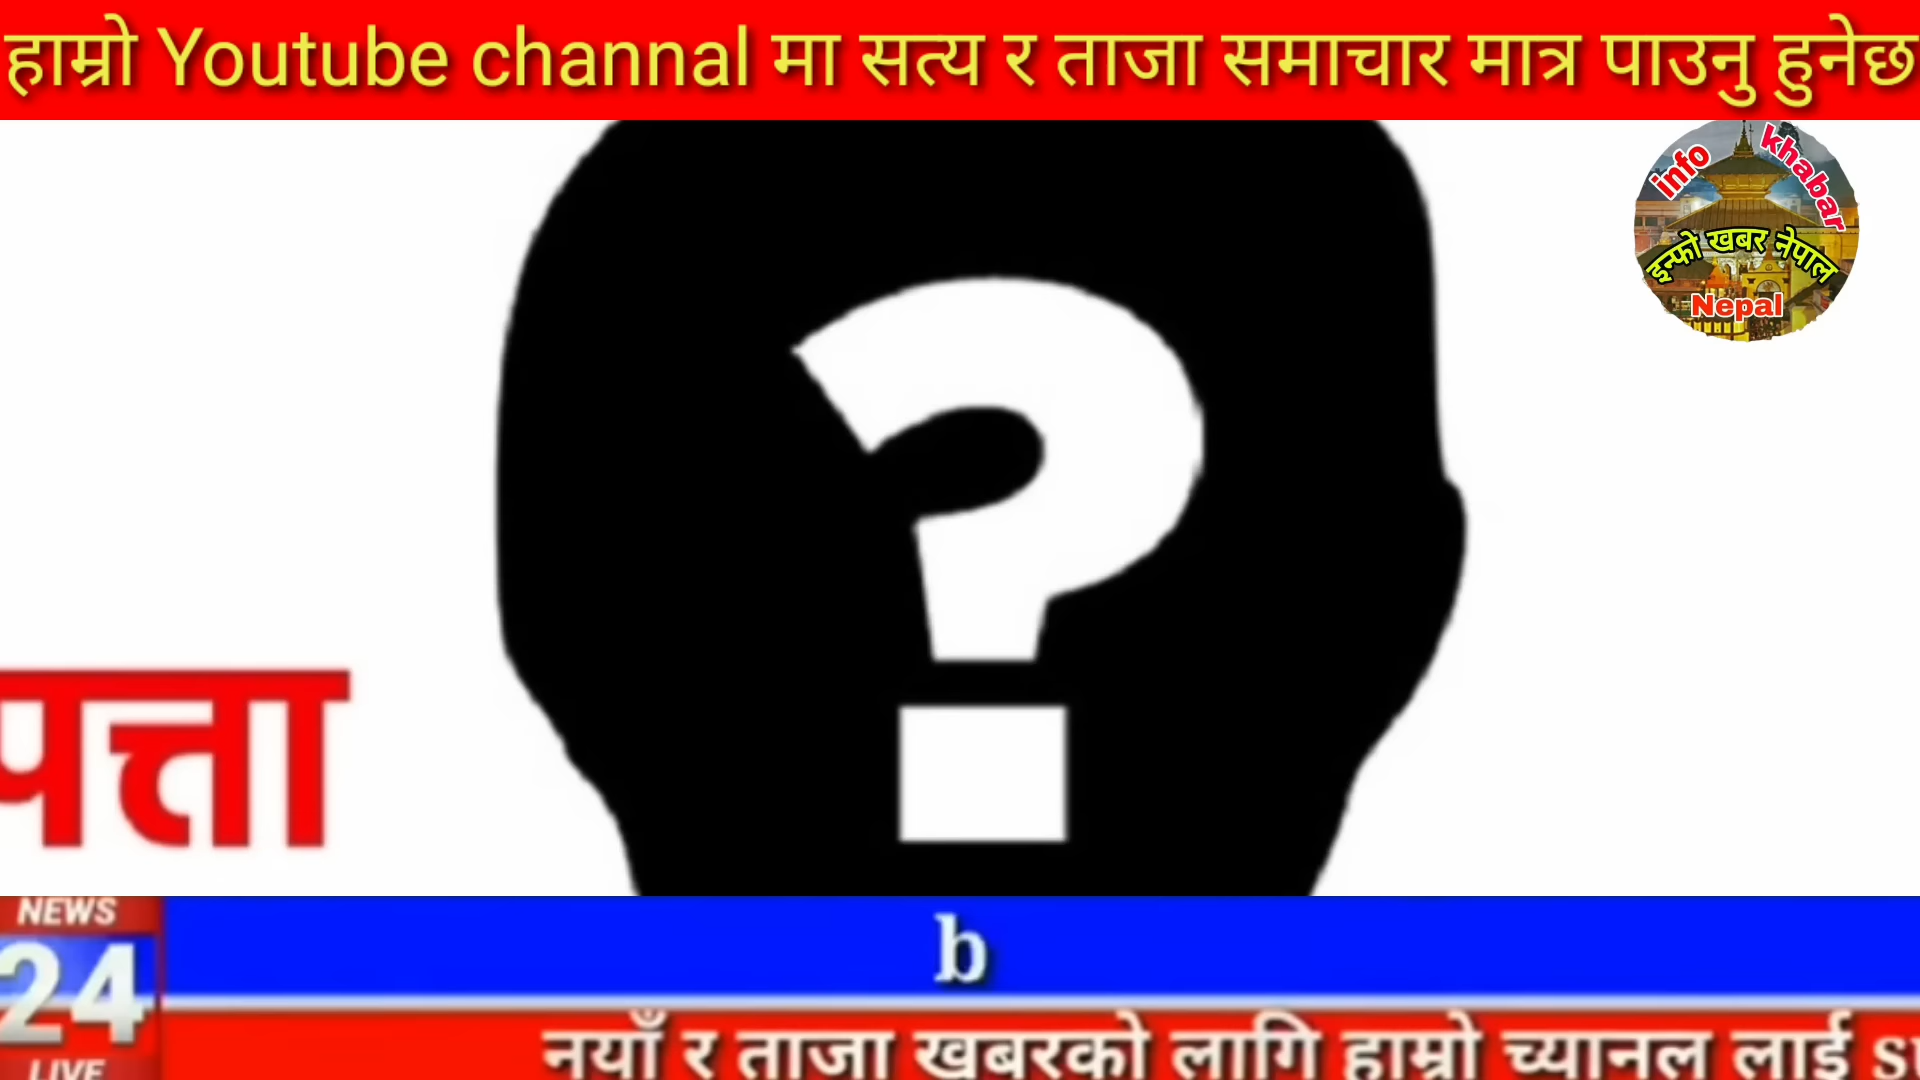 हाम्रो Youtube channal मा सत्य र ताजा समाचार मात्र पाउनु हुनेछ
info khabar
इन्फो खबर नेपाल
Nepal
?
पत्ता
NEWS
24
LIVE
b
नयाँ र ताजा खबरको लागि हाम्रो च्यानल लाई